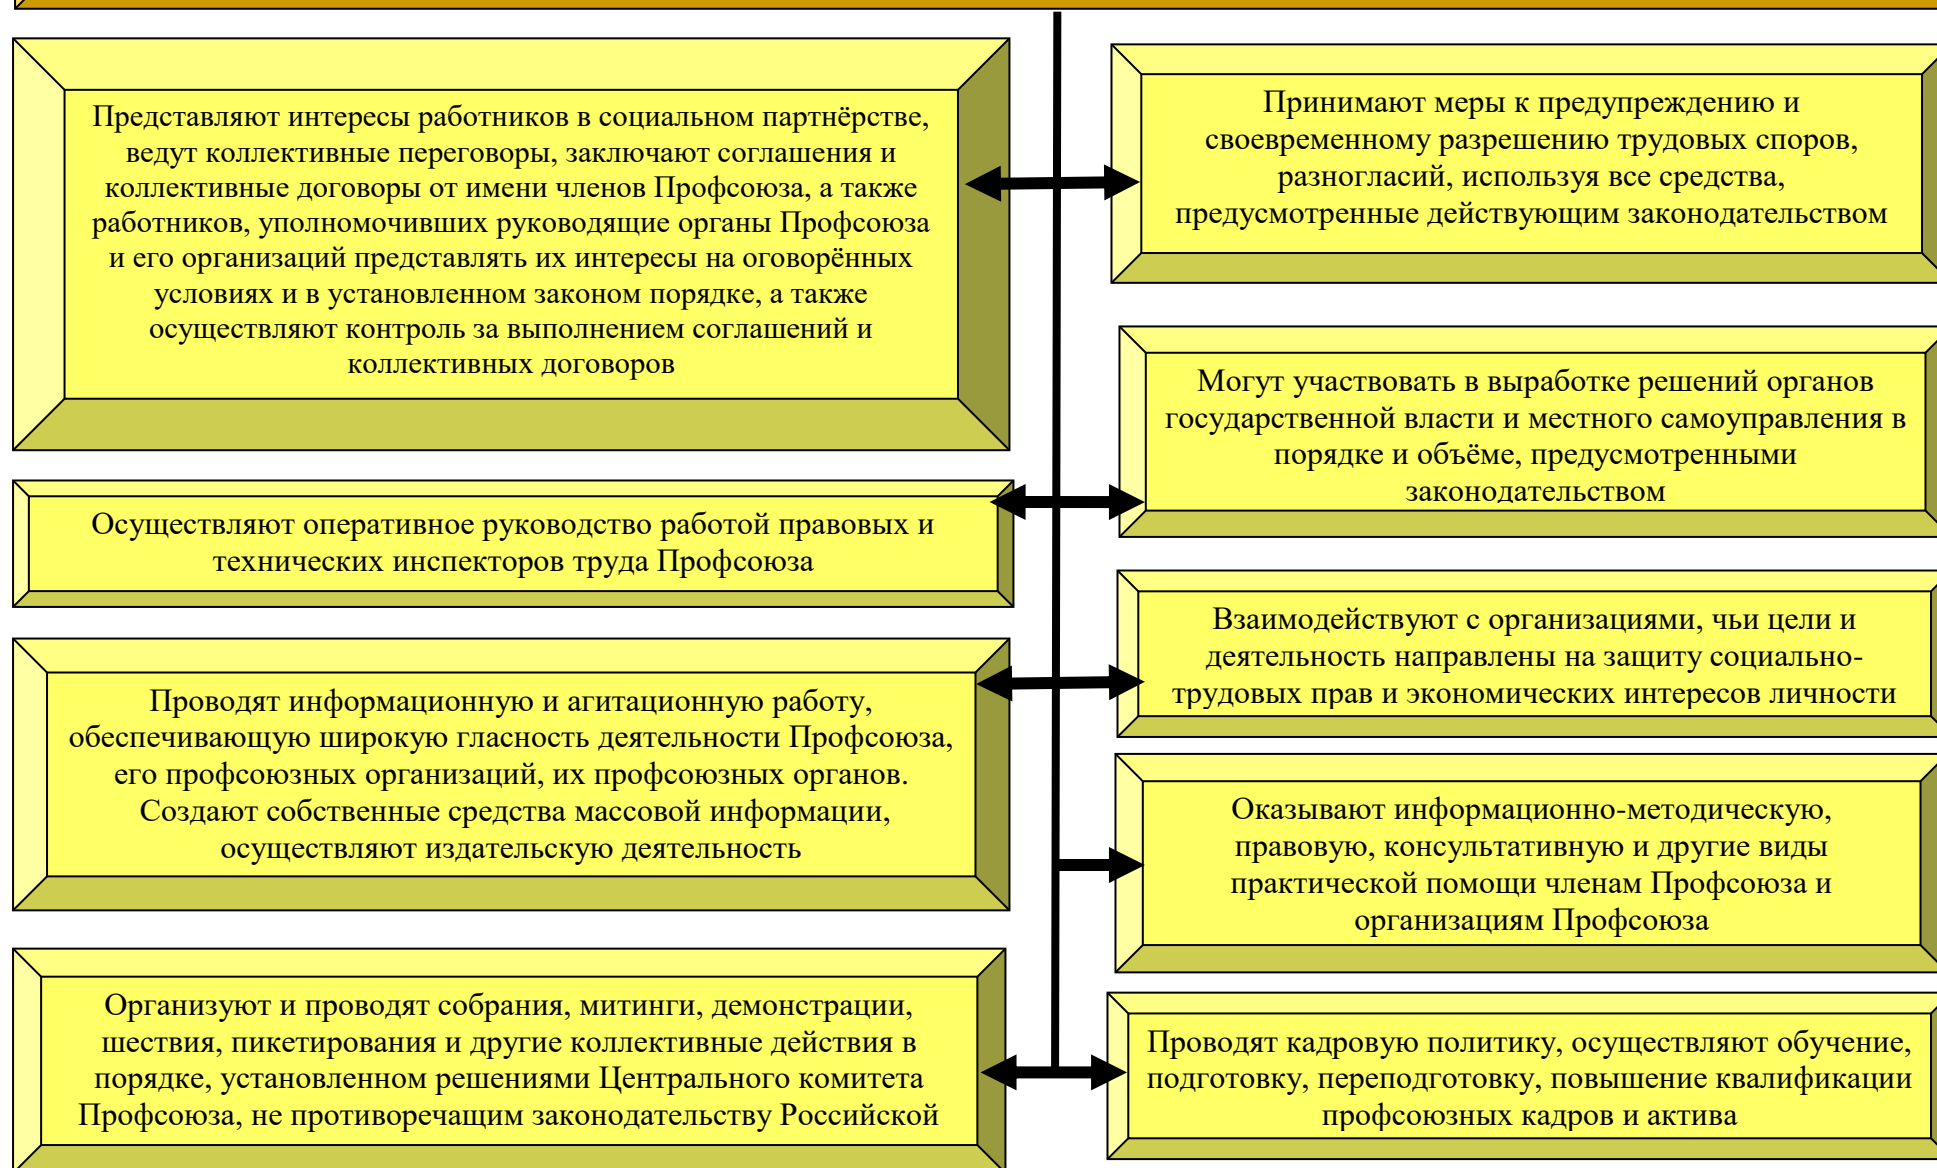 Представляют интересы работников в социальном партнёрстве,
ведут коллективные переговоры, заключают соглашения и
коллективные договоры от имени членов Профсоюза, а также
работников, уполномочивших руководящие органы Профсоюза
и его организаций представлять их интересы на оговорённых
условиях и в установленном законом порядке, а также
осуществляют контроль за выполнением соглашений и
коллективных договоров
Принимают меры к предупреждению и
своевременному разрешению трудовых споров,
разногласий, используя все средства,
предусмотренные действующим законодательством
Могут участвовать в выработке решений органов
государственной власти и местного самоуправления в
порядке и объёме, предусмотренными
законодательством
Осуществляют оперативное руководство работой правовых и
технических инспекторов труда Профсоюза
Взаимодействуют с организациями, чьи цели и
деятельность направлены на защиту социально-
трудовых прав и экономических интересов личности
Проводят информационную и агитационную работу,
обеспечивающую широкую гласность деятельности Профсоюза,
его профсоюзных организаций, их профсоюзных органов.
Создают собственные средства массовой информации,
осуществляют издательскую деятельность
Оказывают информационно-методическую,
правовую, консультативную и другие виды
практической помощи членам Профсоюза и
организациям Профсоюза
Организуют и проводят собрания, митинги, демонстрации,
шествия, пикетирования и другие коллективные действия в
порядке, установленном решениями Центрального комитета
Профсоюза, не противоречащим законодательству Российской
Проводят кадровую политику, осуществляют обучение,
подготовку, переподготовку, повышение квалификации
профсоюзных кадров и актива